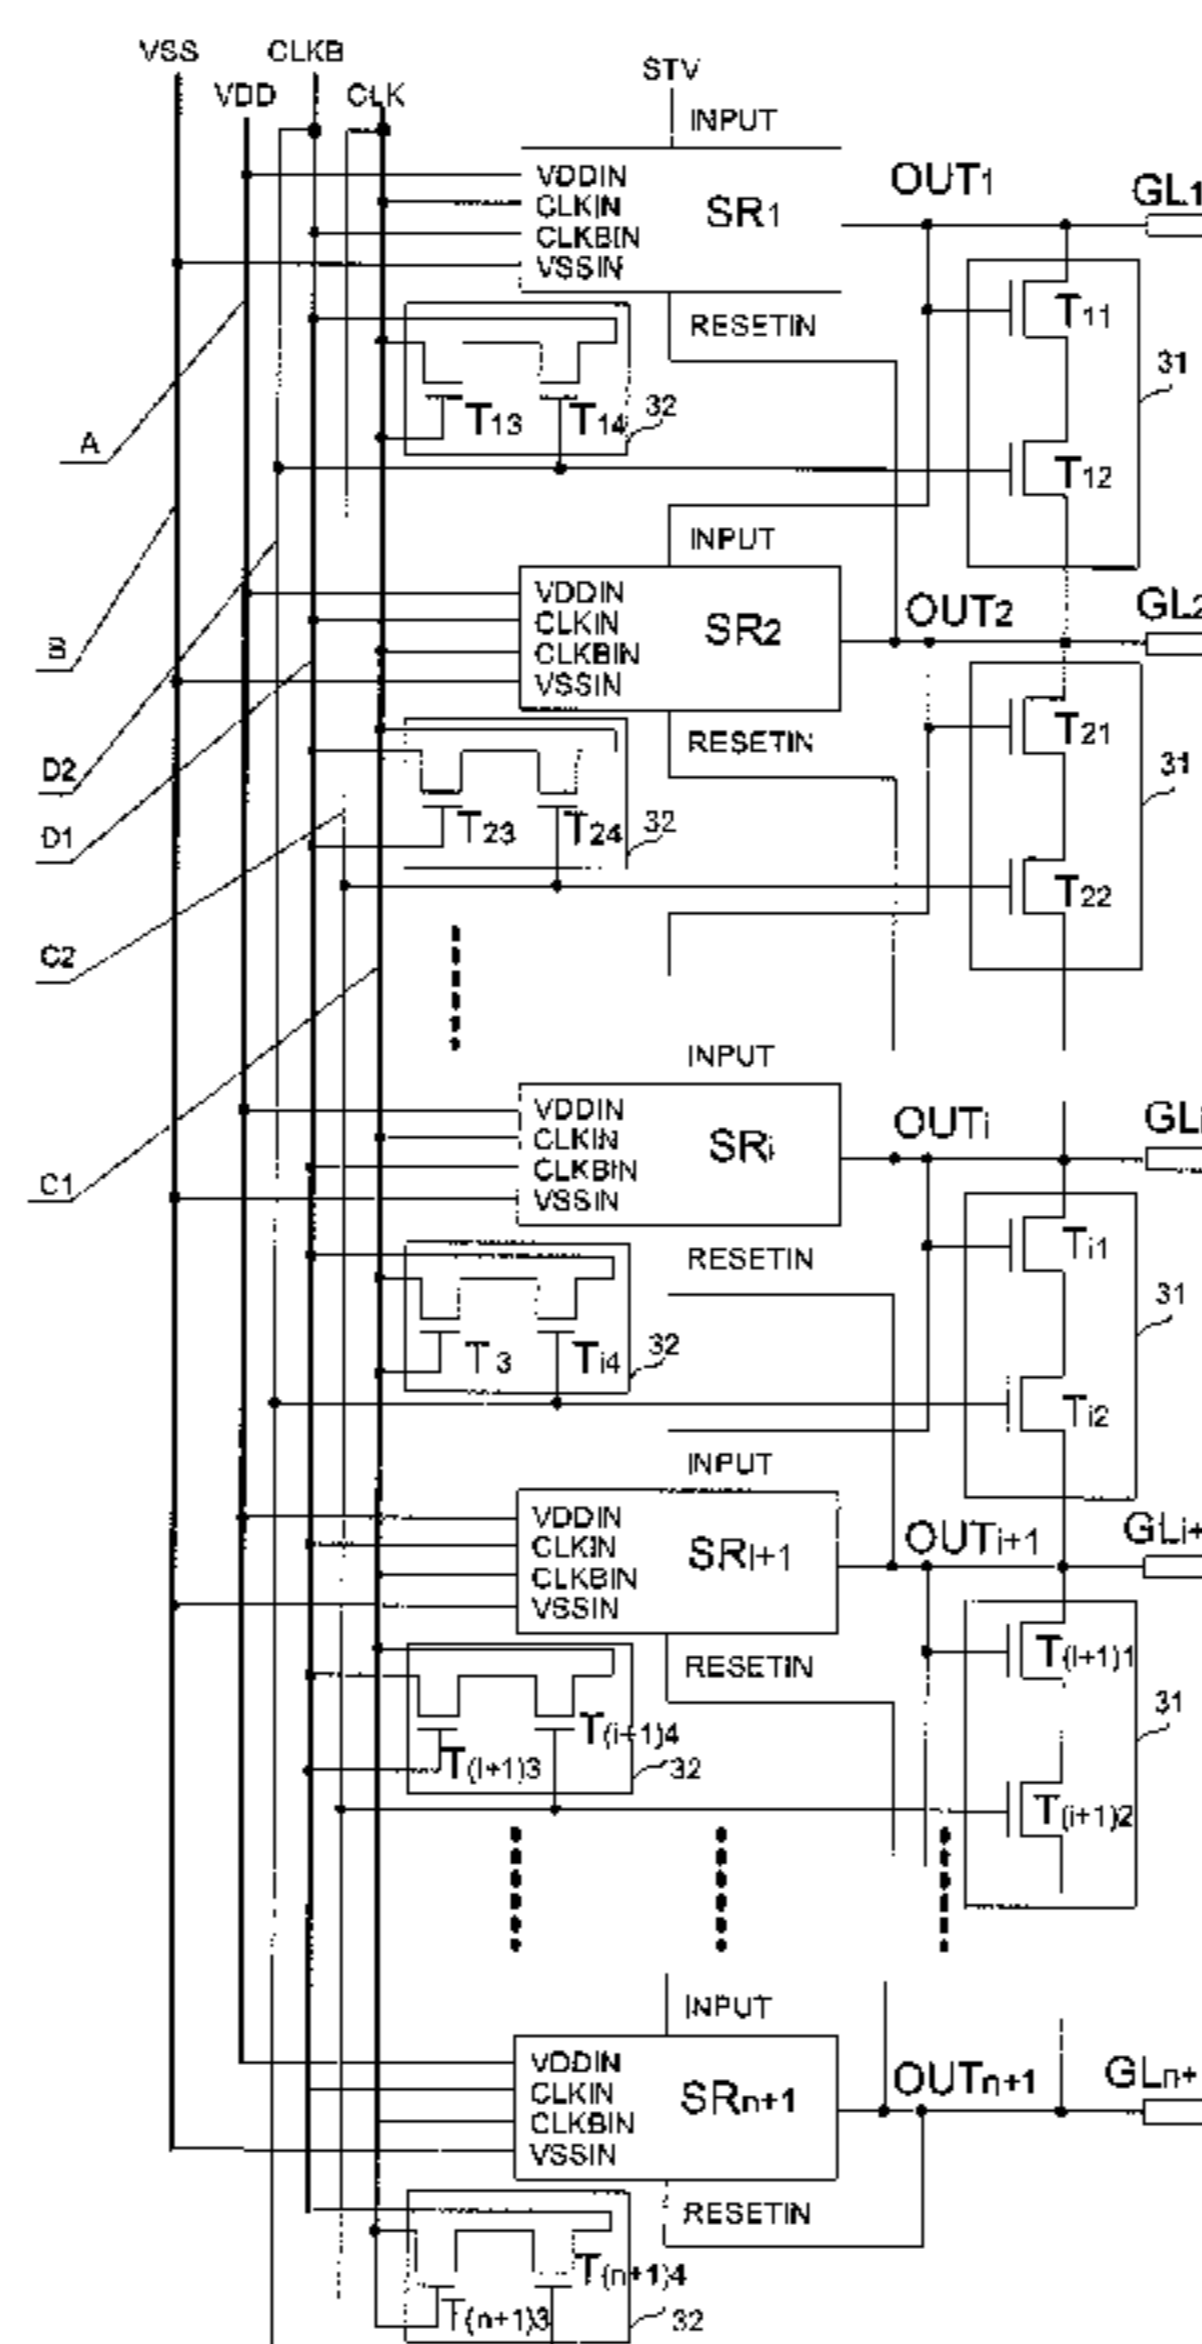 VSS
CLKB
VDD
CLK
STV
INPUT
VDDIN
CLKIN
CLKBIN
VSSIN
SR1
OUT1
GL1
RESETIN
T11
31
T13
T14
32
A
T12
INPUT
B
VDDIN
CLKIN
CLKBIN
VSSIN
SR2
OUT2
GL2
RESETIN
T21
31
D2
D1
T23
T24
32
T22
C2
INPUT
VDDIN
CLKIN
CLKBIN
VSSIN
SRi
OUTi
GLi
C1
RESETIN
Ti1
31
T 3
Ti4
32
Ti2
INPUT
VDDIN
CLKIN
CLKBIN
VSSIN
SRi+1
OUTi+1
GLi+
RESETIN
T(i+1)1
31
T(i+1)4
T(i+1)3
32
T(i+1)2
INPUT
VDDIN
CLKIN
CLKBIN
VSSIN
SRn+1
OUTn+1
GLn+
RESETIN
T(n+1)4
T(n+1)3
32